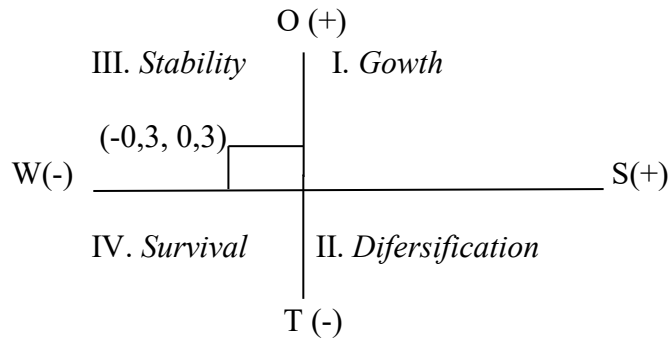 O (+)
III. Stability I. Gowth
(-0,3, 0,3)
W(-) S(+)
IV. Survival II. Difersification
T (-)